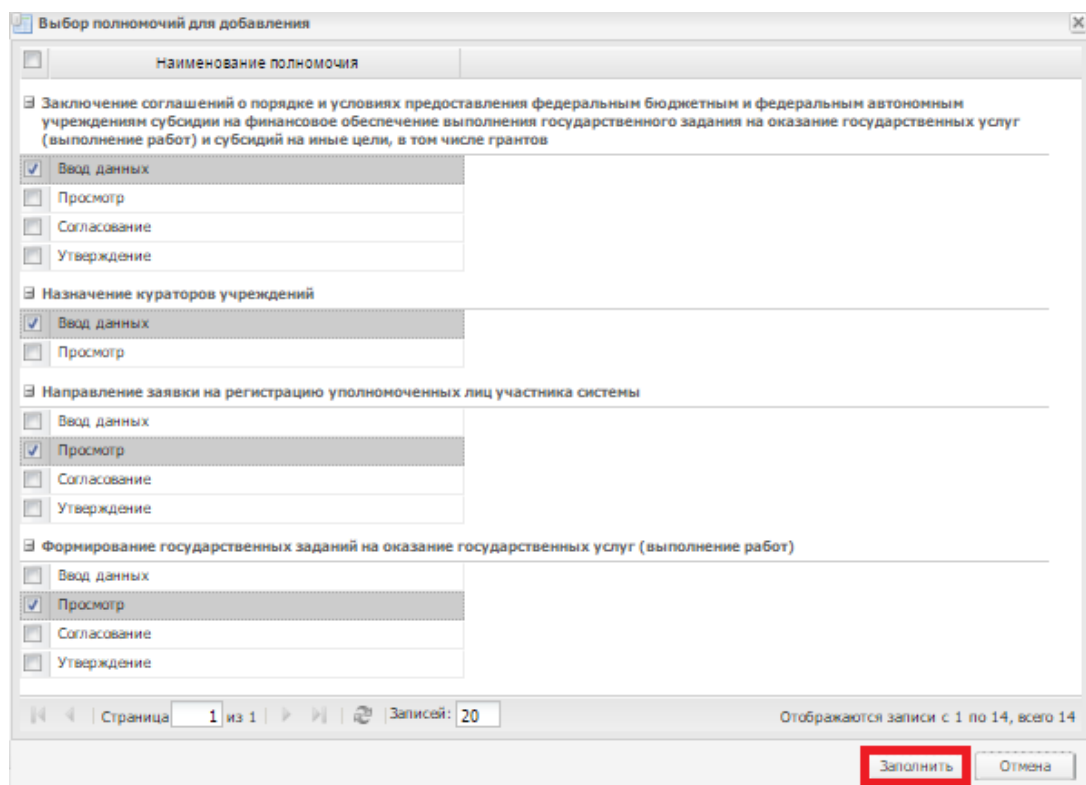 Выбор полномочий для добавления
Наименование полномочия
Заключение соглашений о порядке и условиях предоставления федеральным бюджетным и федеральным автономным
учреждениям субсидии на финансовое обеспечение выполнения государственного задания на оказание государственных услуг
(выполнение работ) и субсидий на иные цели, в том числе грантов
Ввод данных
Просмотр
Согласование
Утверждение
Назначение кураторов учреждений
Ввод данных
Просмотр
Направление заявки на регистрацию уполномоченных лиц участника системы
Ввод данных
Просмотр
Согласование
Утверждение
Формирование государственных заданий на оказание государственных услуг (выполнение работ)
Ввод данных
Просмотр
Согласование
Утверждение
Страница 1 из 1 Записей: 20 Отображаются записи с 1 по 14, всего 14
Заполнить Отмена